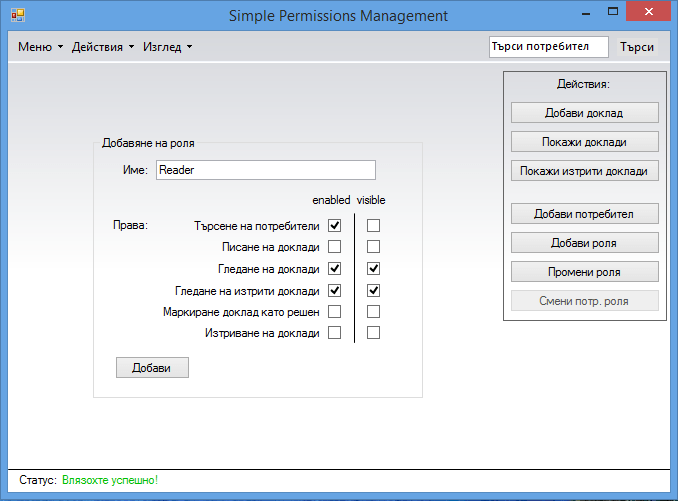 Simple Permissions Management
Меню Действия Изглед Търси потребител Търси
Действия:
Добави доклад
Покажи доклади
Покажи изтрити доклади
Добави потребител
Добави роля
Промени роля
Смени потр. роля
Добавяне на роля
Име: Reader
enabled visible
Права: Търсене на потребители
Писане на доклади
Гледане на доклади
Гледане на изтрити доклади
Маркиране доклад като решен
Изтриване на доклади
Добави
Статус: Влязохте успешно!